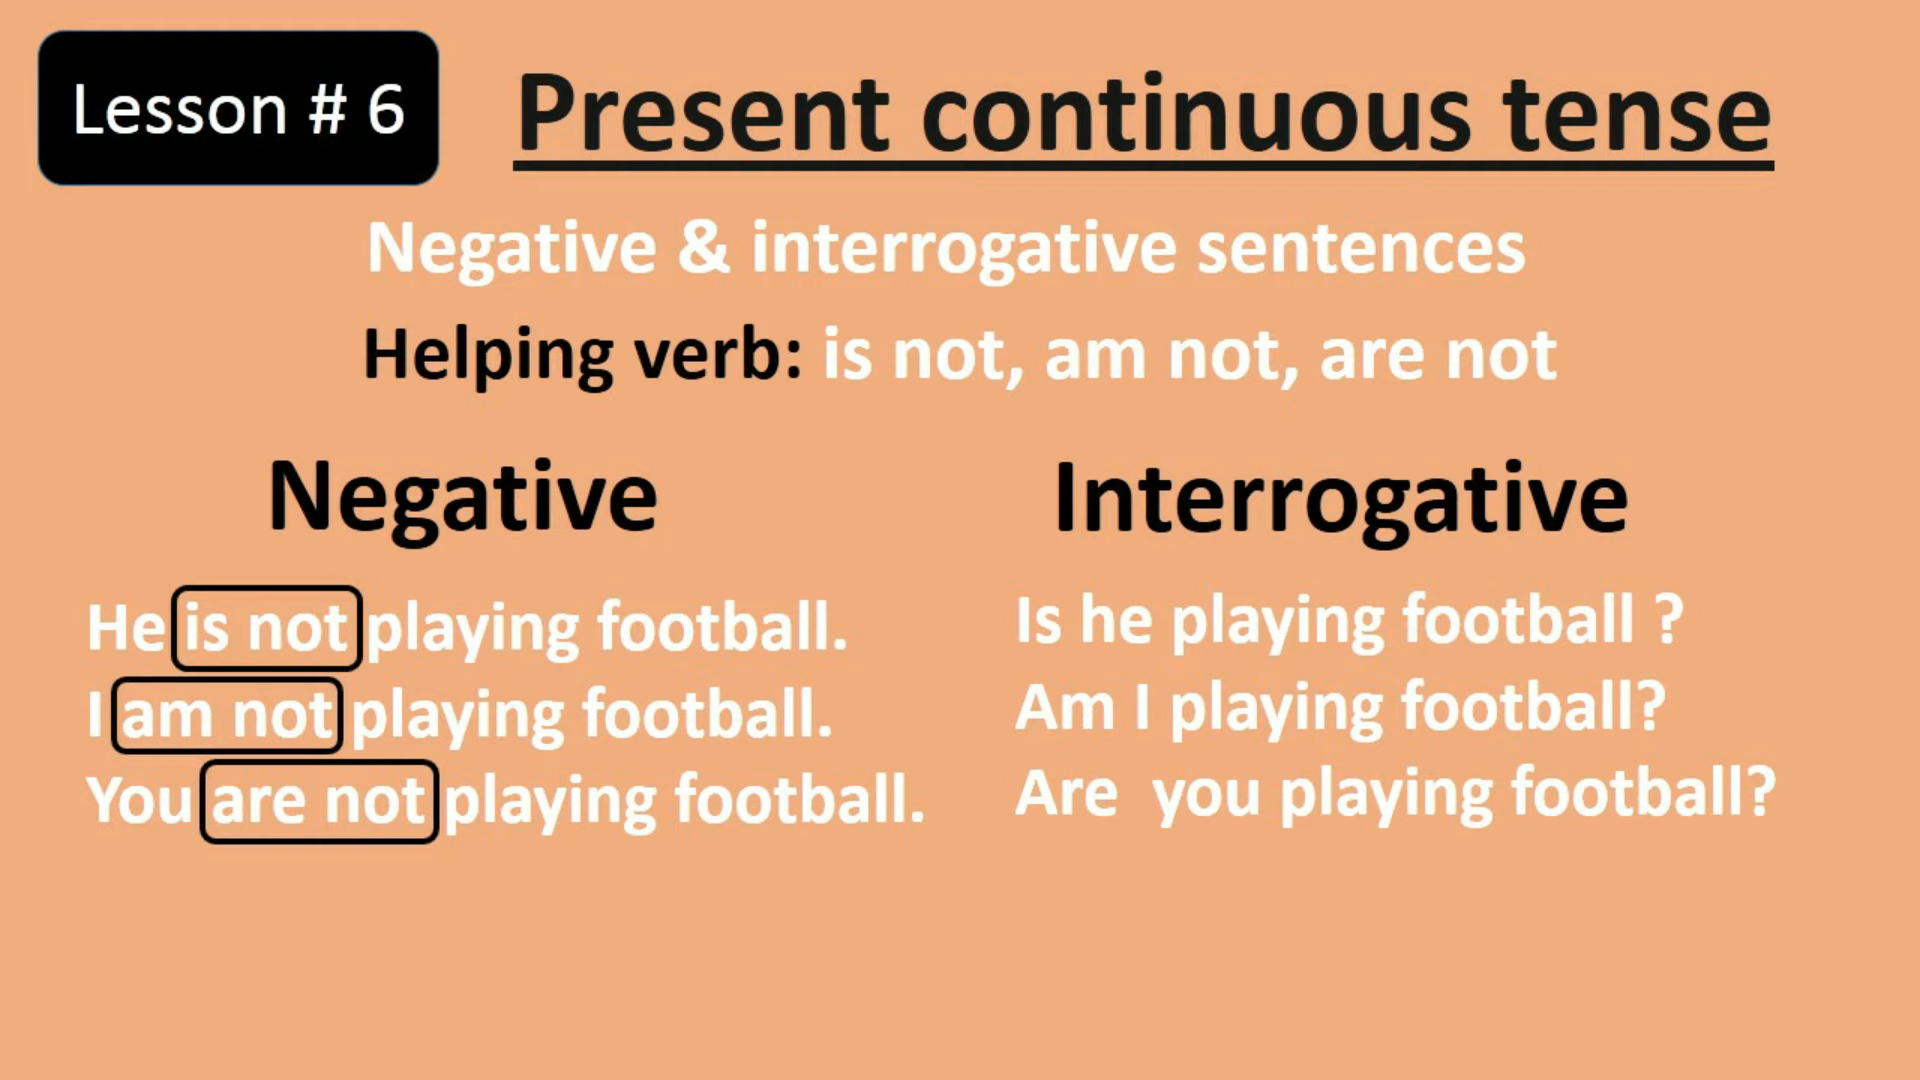 Lesson # 6
Present continuous tense
Negative & interrogative sentences
Helping verb: is not, am not, are not
Negative
He is not playing football.
I am not playing football.
You are not playing football.
Interrogative
Is he playing football ?
Am I playing football?
Are  you playing football?